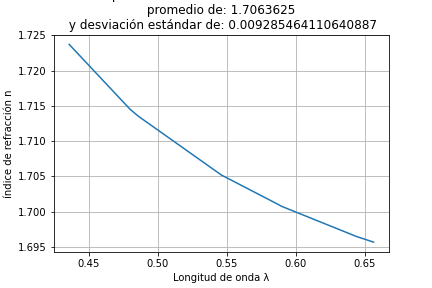 promedio de: 1.7063625
y desviación estándar de: 0.009285464110640887
1.725
1.720
1.715
1.710
1.705
1.700
1.695
índice de refracción n
0.45 0.50 0.55 0.60 0.65
Longitud de onda λ